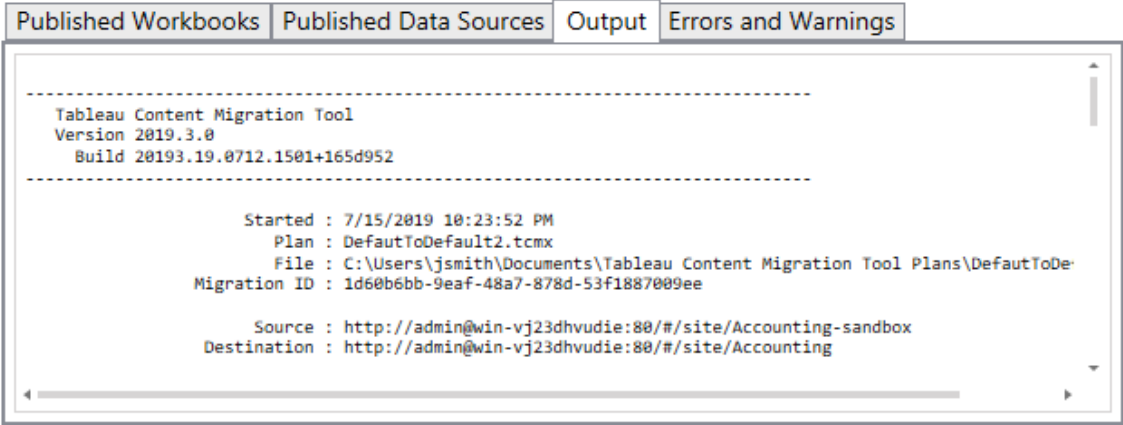 Published Workbooks Published Data Sources Output Errors and Warnings
--------------------------------------------------------------------------------
Tableau Content Migration Tool
Version 2019.3.0
Build 20193.19.0712.1501+165d952
--------------------------------------------------------------------------------
Started : 7/15/2019 10:23:52 PM
Plan : DefautToDefault2.tcmx
File : C:\Users\jsmith\Documents\Tableau Content Migration Tool Plans\DefautToDe
Migration ID : 1d60b6bb-9eaf-48a7-878d-53f1887009ee
Source : http://admin@win-vj23dhvudie:80/#/site/Accounting-sandbox
Destination : http://admin@win-vj23dhvudie:80/#/site/Accounting